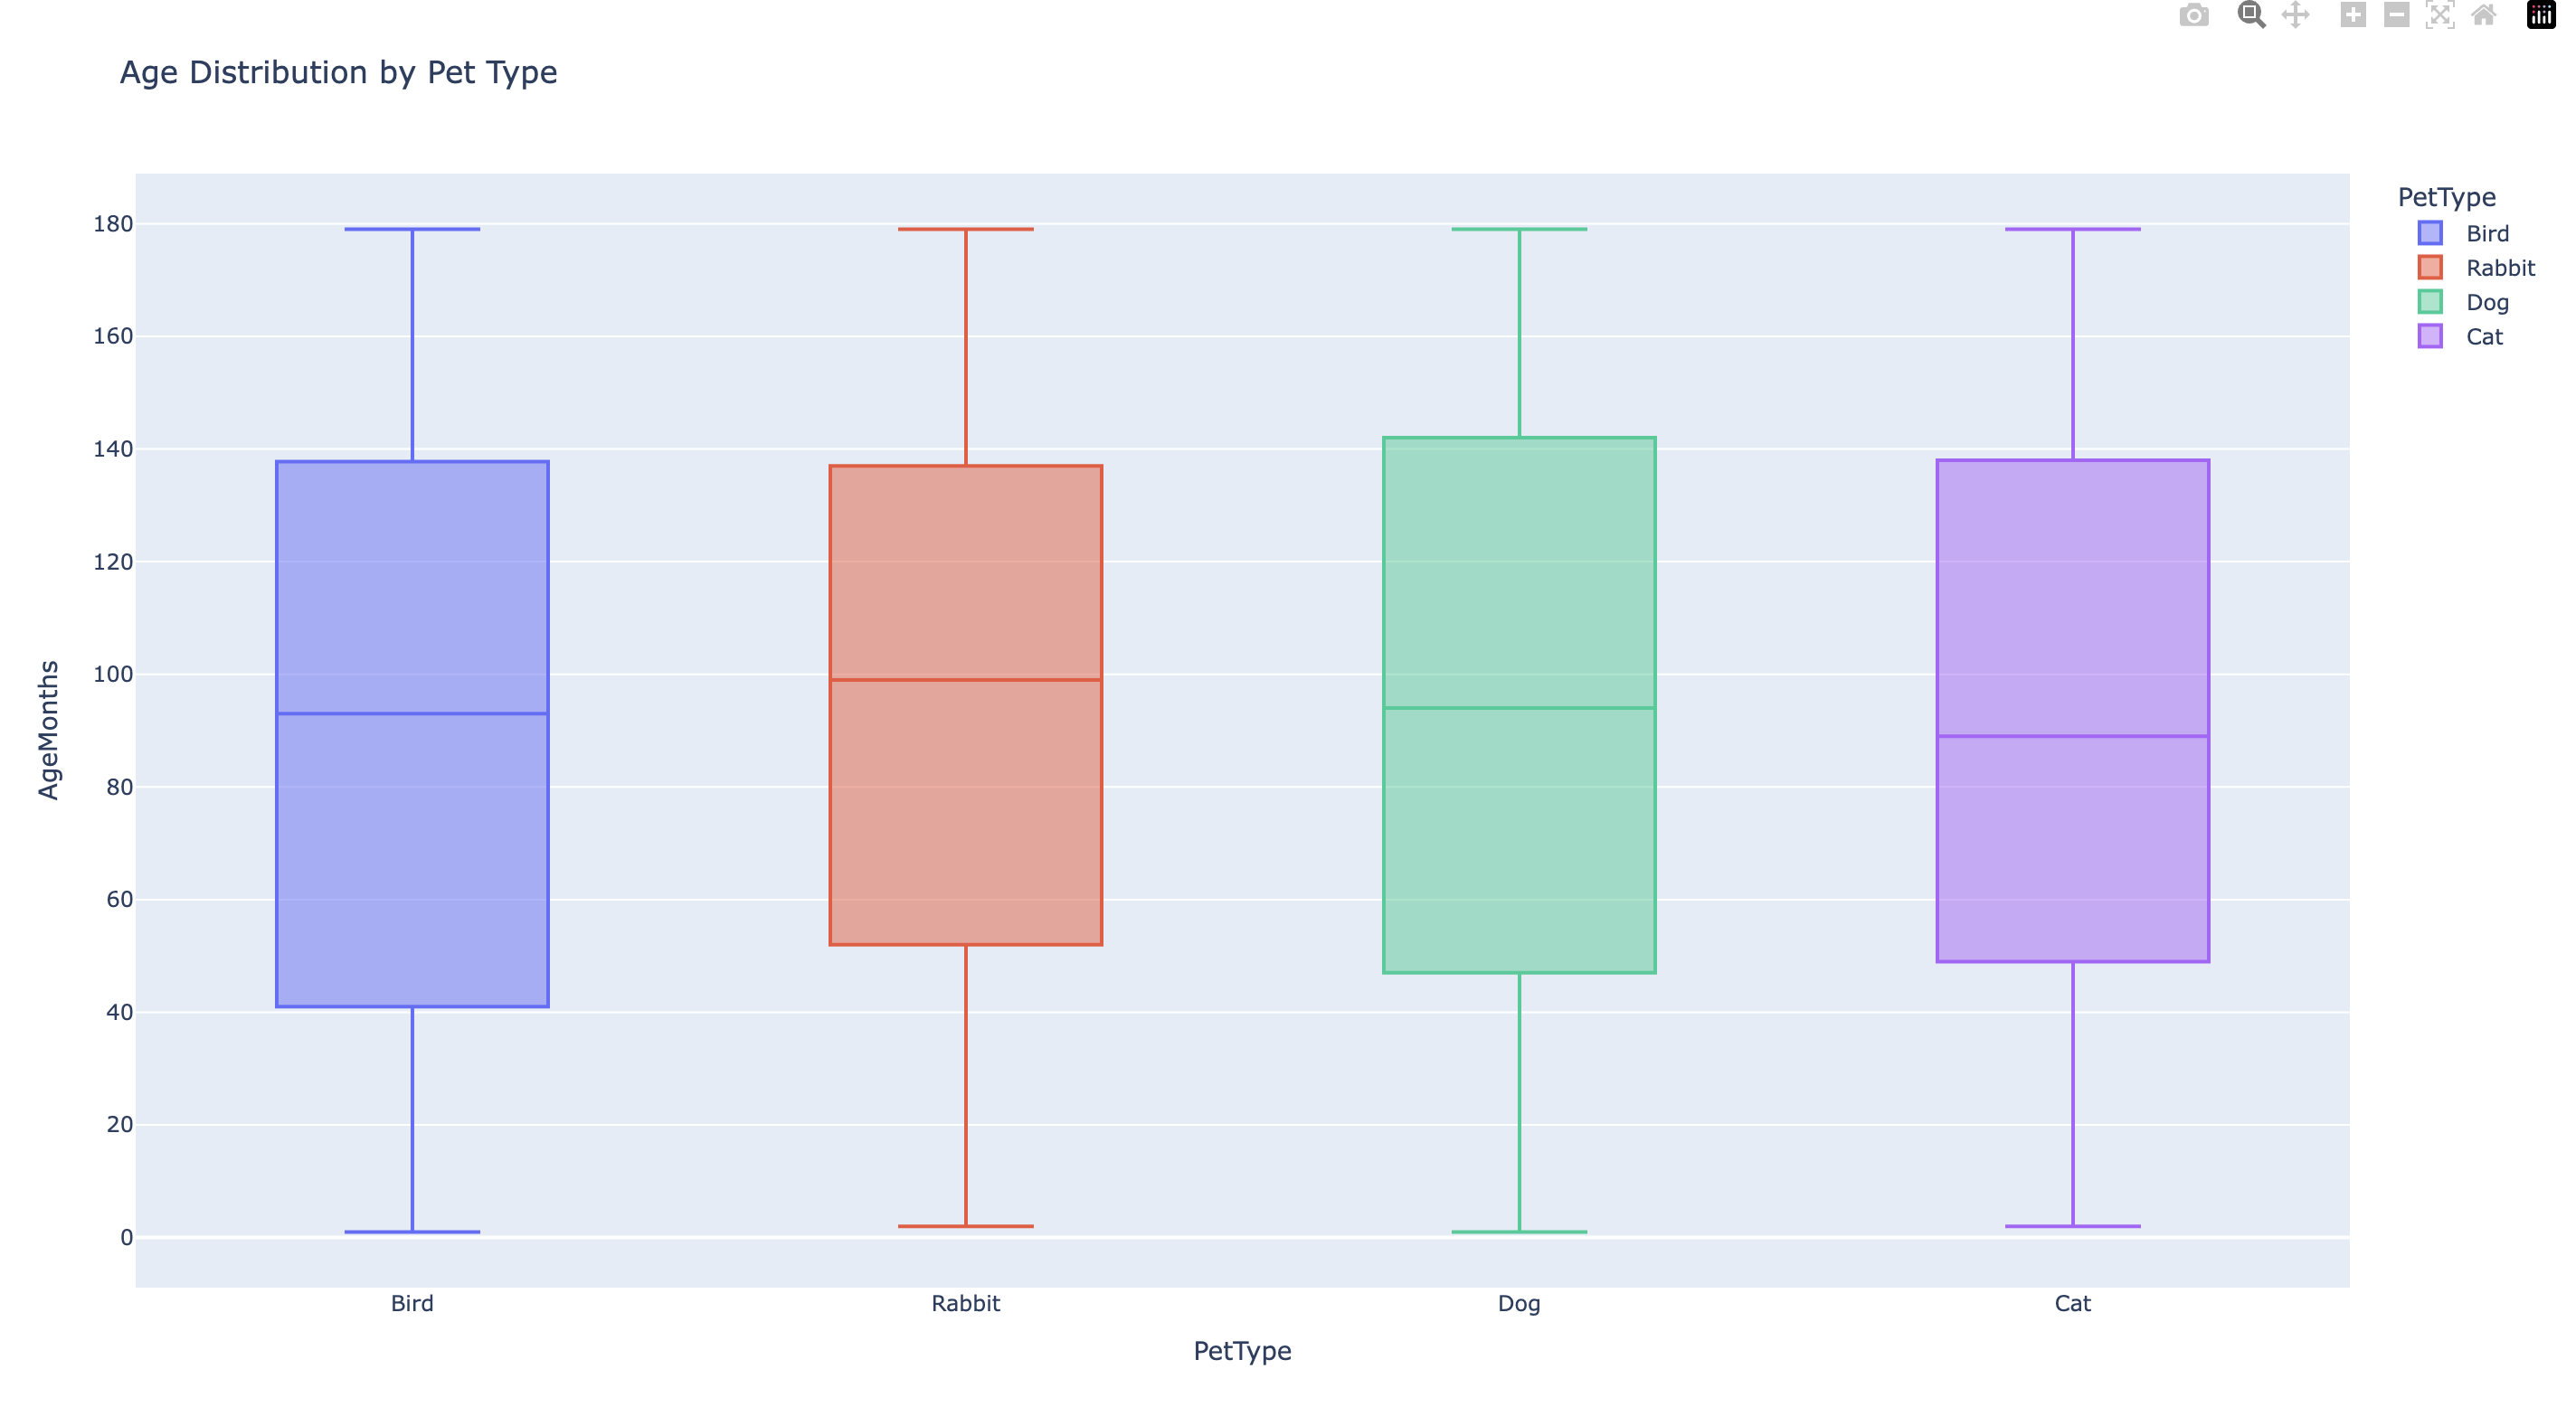 Age Distribution by Pet Type
PetType
Bird
Rabbit
Dog
Cat
AgeMonths
180
160
140
120
100
80
60
40
20
0
Bird Rabbit Dog Cat
PetType